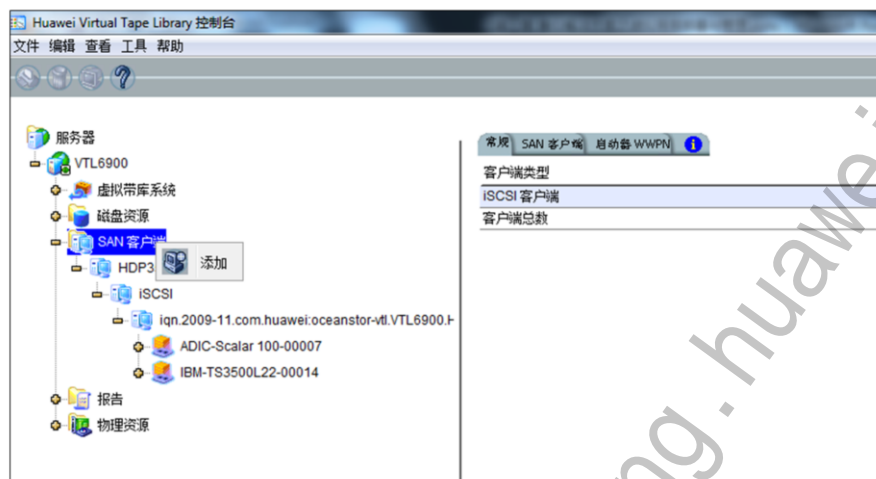 Huawei Virtual Tape Library 控制台
文件 编辑 查看 工具 帮助
服务器
VTL6900
虚拟带库系统
磁盘资源
SAN 客户端
添加
HDP3
iSCSI
iqn.2009-11.com.huawei:oceanstor-vtl.VTL6900.H
ADIC-Scalar 100-00007
IBM-TS3500L22-00014
报告
物理资源
常规 SAN 客户端 启动器 WWPN
客户端类型
iSCSI 客户端
客户端总数
ng.huawei